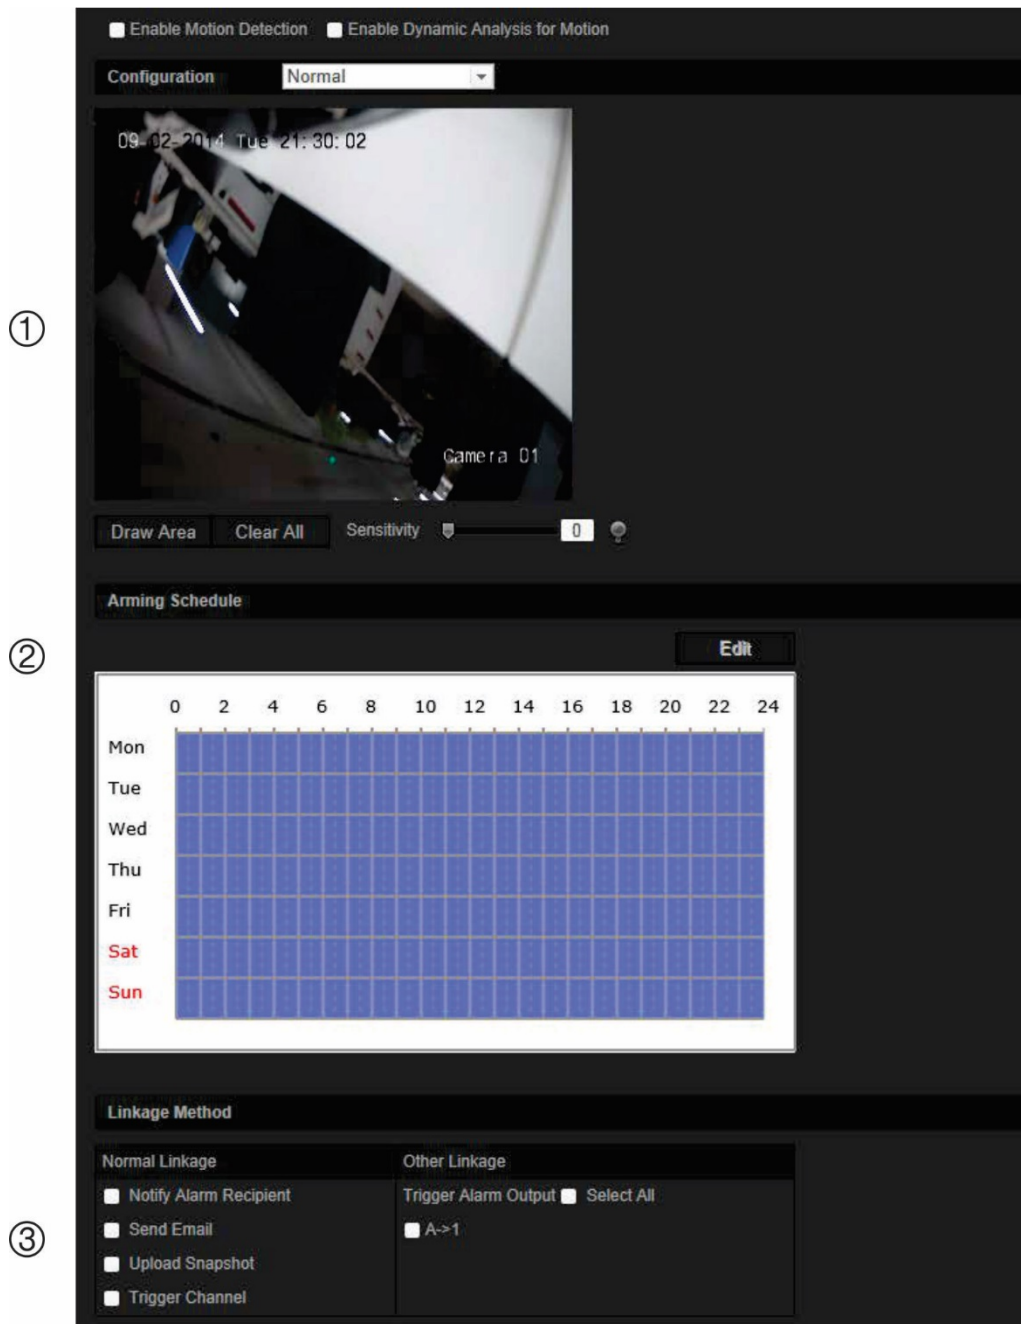 Enable Motion Detection Enable Dynamic Analysis for Motion
Configuration Normal
09-02-2014 Tue 21:30:02
①
Camera 01
Draw Area Clear All Sensitivity 0
Arming Schedule
②
Edit
0 2 4 6 8 10 12 14 16 18 20 22 24
Mon
Tue
Wed
Thu
Fri
Sat
Sun
Linkage Method
Normal Linkage Other Linkage
Notify Alarm Recipient Trigger Alarm Output Select All
③
Send Email A->1
Upload Snapshot
Trigger Channel